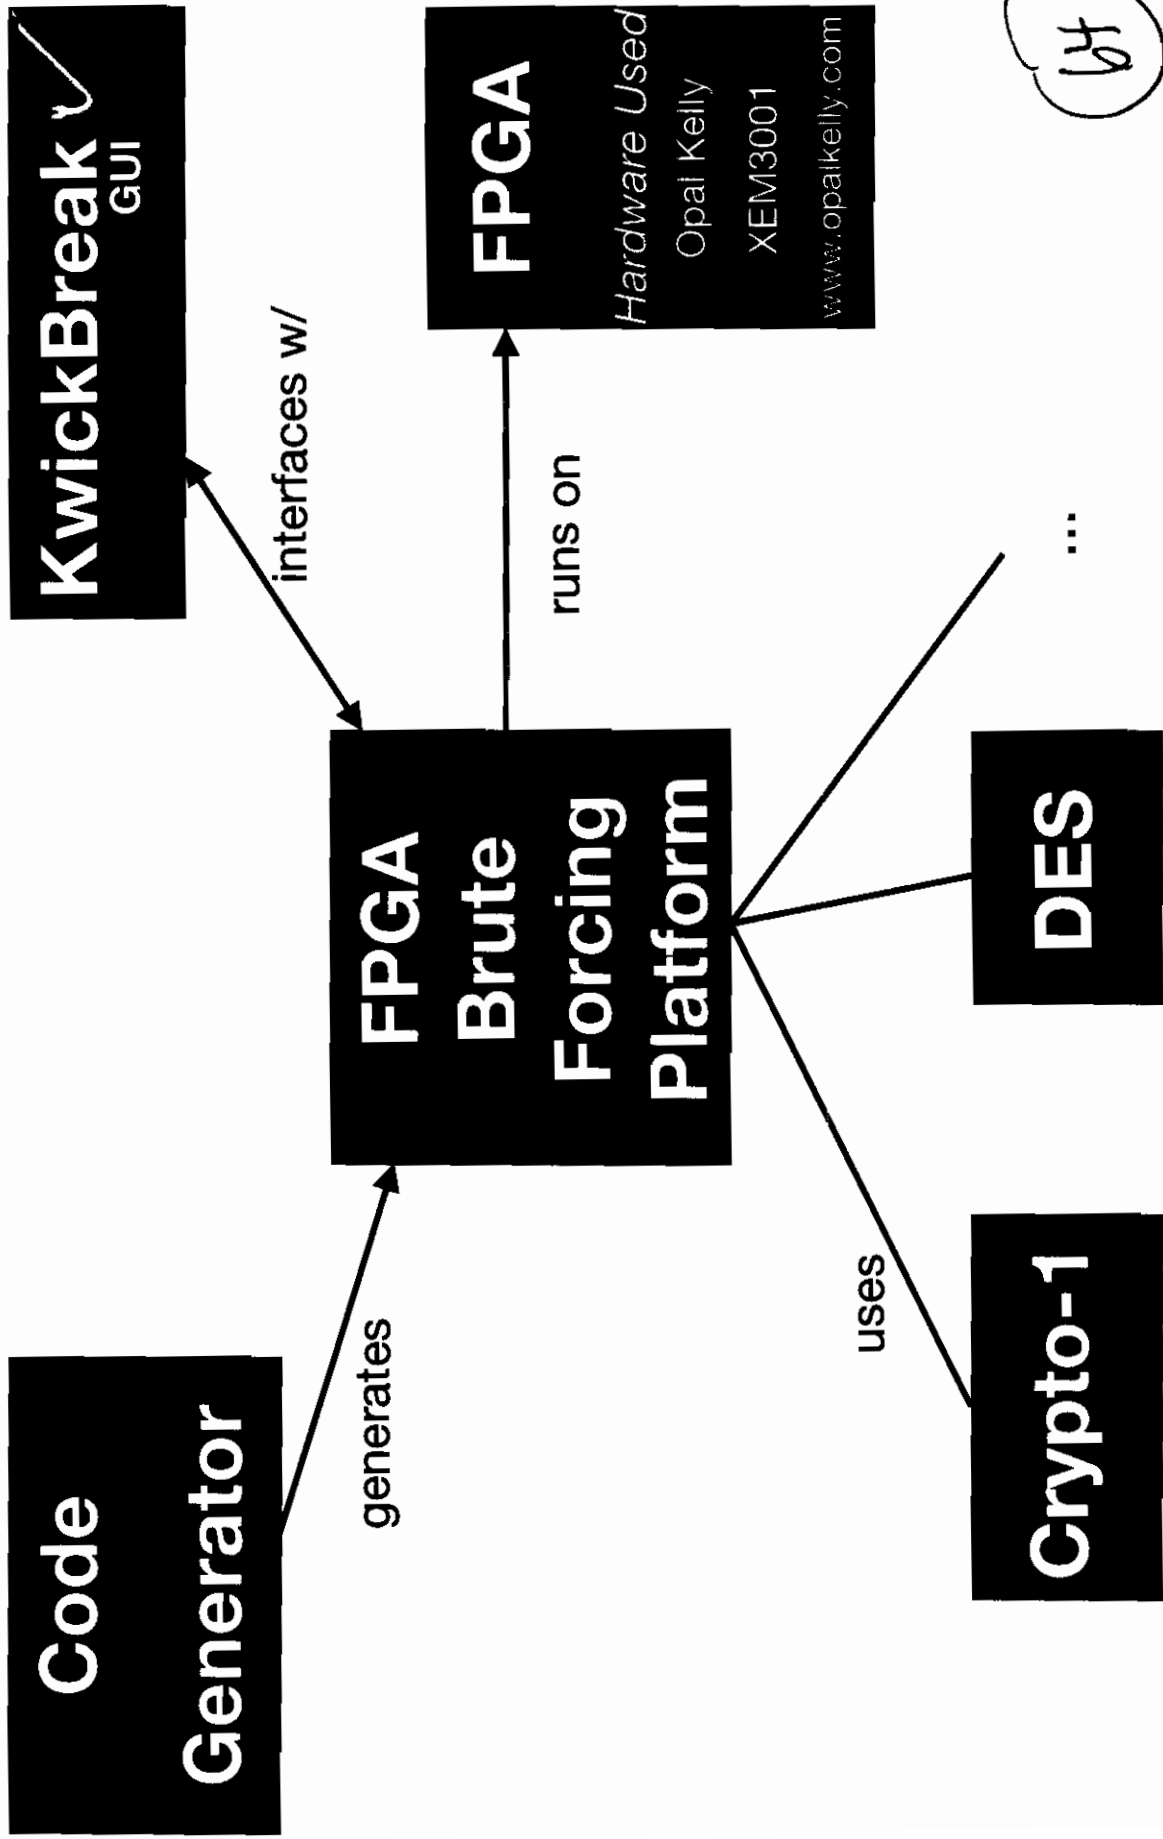 Code
Generator
KwickBreak
GUI
generates
interfaces w/
FPGA
Brute
Forcing
Platform
runs on
FPGA
Hardware Used
Opal Kelly
XEM3001
www.opalkelly.com
uses
Crypto-1
DES
...
64